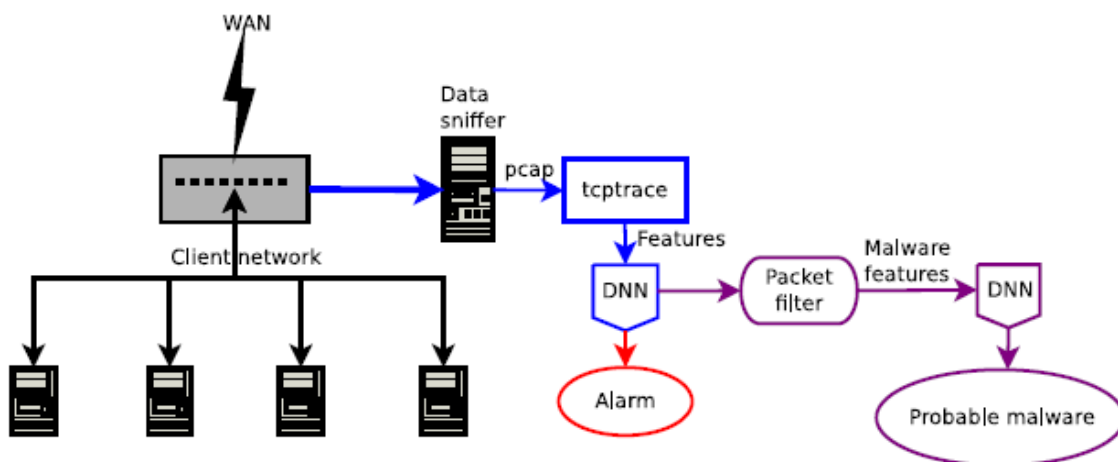 WAN
Data
sniffer
pcap
tcptrace
Client network
Features
DNN
Packet
filter
Malware
features
DNN
Alarm
Probable malware